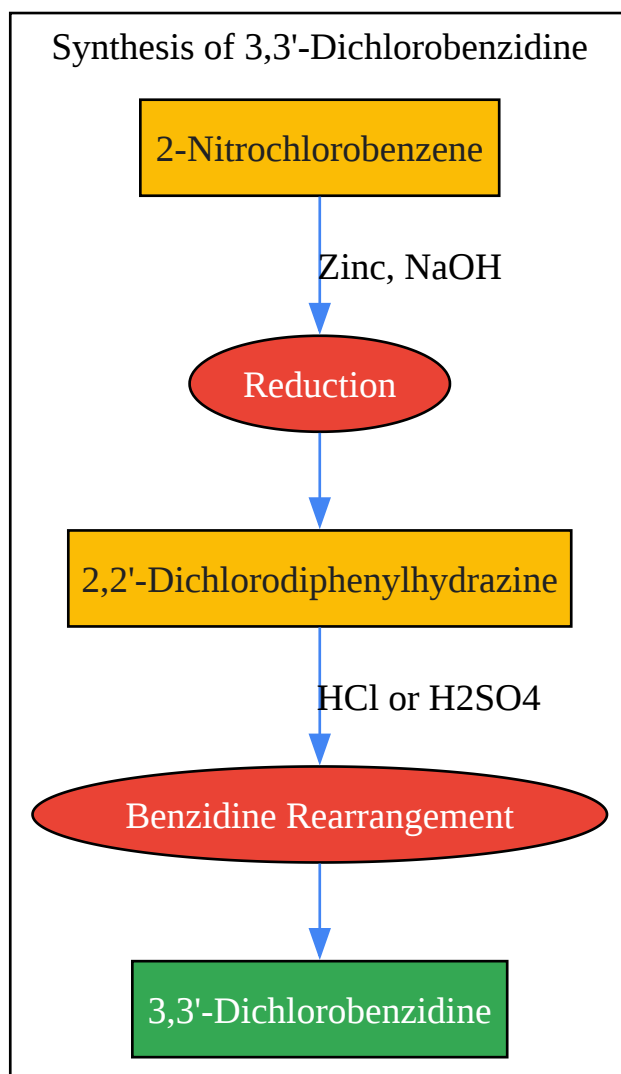 Synthesis of 3,3'-Dichlorobenzidine
2-Nitrochlorobenzene
Zinc, NaOH
Reduction
2,2'-Dichlorodiphenylhydrazine
HCl or H2SO4
Benzidine Rearrangement
3,3'-Dichlorobenzidine